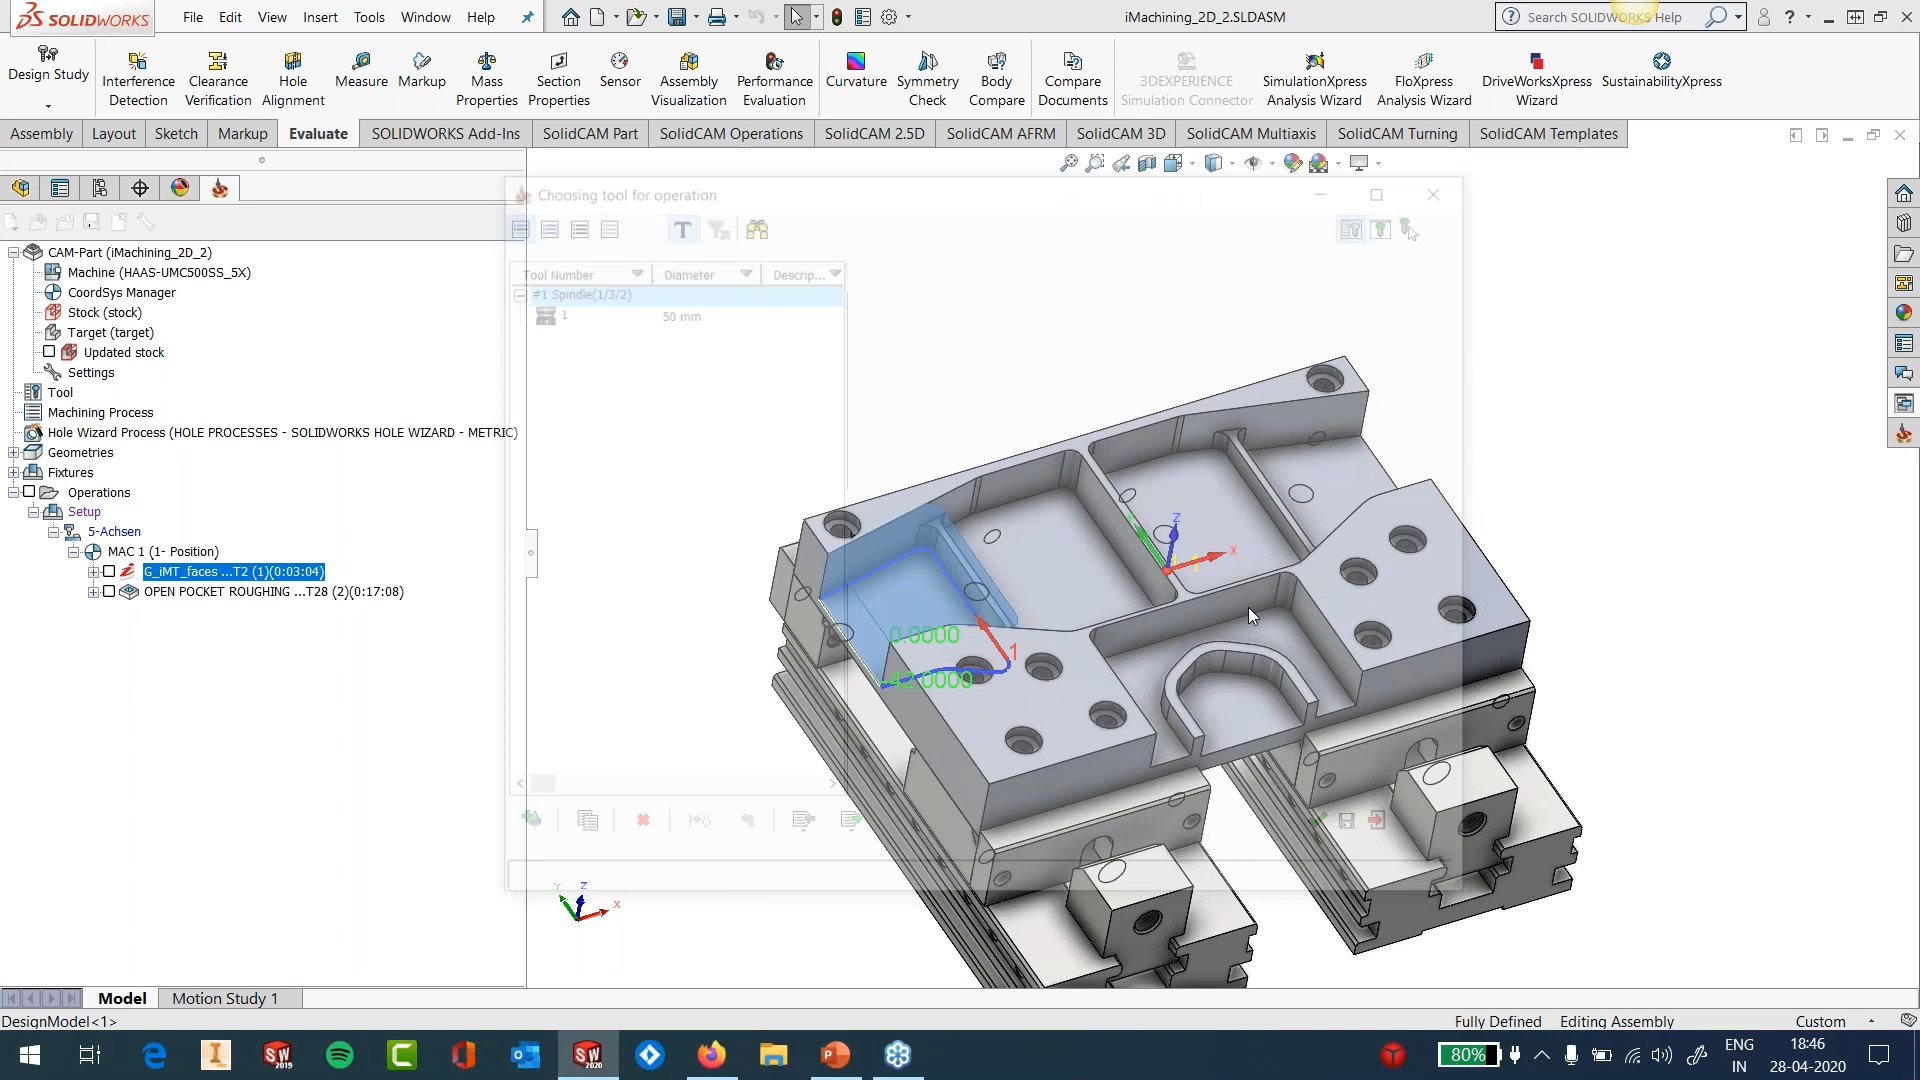 SOLIDWORKS
File Edit View Insert Tools Window Help
iMachining_2D_2.SLDASM
Search SOLIDWORKS Help
Design Study
Interference Detection
Clearance Verification
Hole Alignment
Measure
Markup
Mass Properties
Section Properties
Sensor
Assembly Visualization
Performance Evaluation
Curvature
Symmetry Check
Body Compare
Compare Documents
3DEXPERIENCE Simulation Connector
SimulationXpress Analysis Wizard
FloXpress Analysis Wizard
DriveWorksXpress Wizard
SustainabilityXpress
Assembly Layout Sketch Markup Evaluate SOLIDWORKS Add-Ins SolidCAM Part SolidCAM Operations SolidCAM 2.5D SolidCAM AFRM SolidCAM 3D SolidCAM Multiaxis SolidCAM Turning SolidCAM Templates
Choosing tool for operation
Tool Number Diameter Descrip...
#1 Spindle(1/3/2)
1 50 mm
CAM-Part (iMachining_2D_2)
Machine (HAAS-UMC500SS_5X)
CoordSys Manager
Stock (stock)
Target (target)
Updated stock
Settings
Tool
Machining Process
Hole Wizard Process (HOLE PROCESSES - SOLIDWORKS HOLE WIZARD - METRIC)
Geometries
Fixtures
Operations
Setup
5-Achsen
MAC 1 (1- Position)
G_iMT_faces ...T2 (1)(0:03:04)
OPEN POCKET ROUGHING ...T28 (2)(0:17:08)
Z
X
0.0000
1
-42.0000
Y Z X
Model Motion Study 1
DesignModel<1>
Fully Defined Editing Assembly Custom
SW 2019
SW 2020
80%
ENG
IN
18:46
28-04-2020